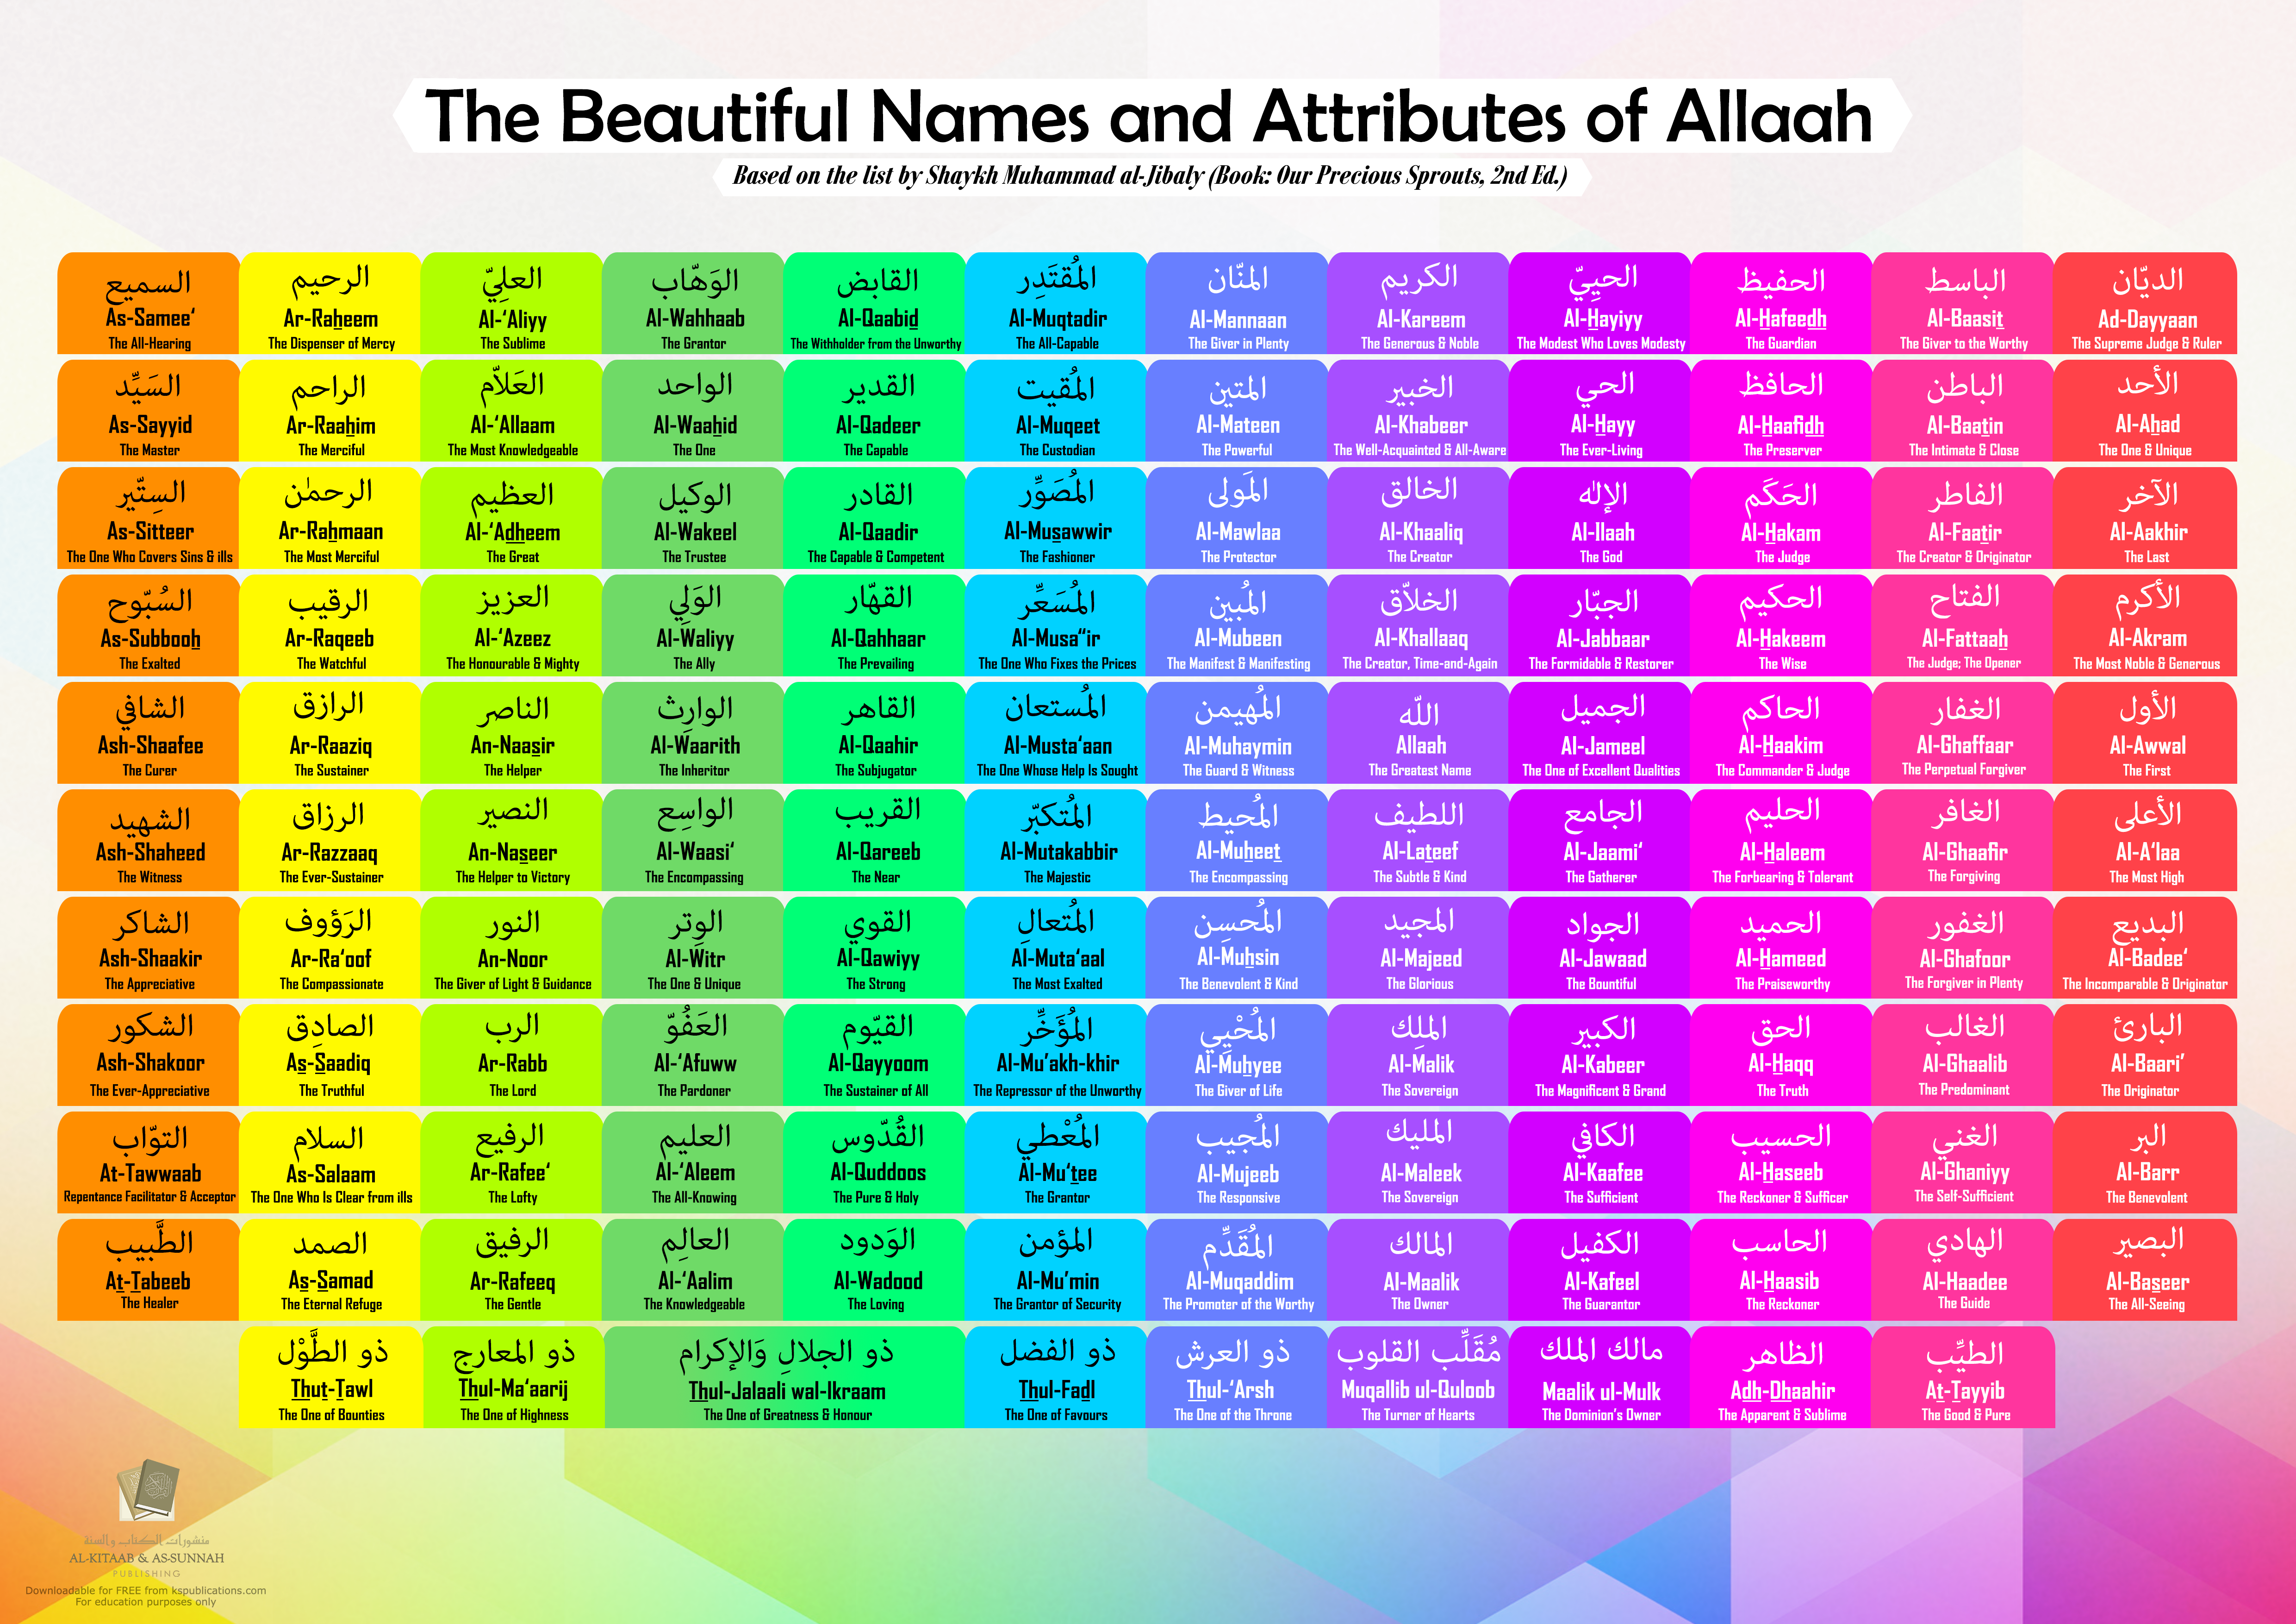 The Beautiful Names and Attributes of Allaah
Based on the list by Shaykh Muhammad al-Jibaly (Book: Our Precious Sprouts, 2nd Ed.)
السميع
As-Samee‘
The All-Hearing
الرحيم
Ar-Raheem
The Dispenser of Mercy
العلِيّ
Al-‘Aliyy
The Sublime
الوَهّاب
Al-Wahhaab
The Grantor
القابض
Al-Qaabid
The Withholder from the Unworthy
المُقتَدِر
Al-Muqtadir
The All-Capable
المنّان
Al-Mannaan
The Giver in Plenty
الكريم
Al-Kareem
The Generous & Noble
الحيِيّ
Al-Hayiyy
The Modest Who Loves Modesty
الحفيظ
Al-Hafeedh
The Guardian
الباسط
Al-Baasit
The Giver to the Worthy
الديّان
Ad-Dayyaan
The Supreme Judge & Ruler
السَيِّد
As-Sayyid
The Master
الراحم
Ar-Raahim
The Merciful
العَلاّم
Al-‘Allaam
The Most Knowledgeable
الواحد
Al-Waahid
The One
القدير
Al-Qadeer
The Capable
المُقيت
Al-Muqeet
The Custodian
المتين
Al-Mateen
The Powerful
الخبير
Al-Khabeer
The Well-Acquainted & All-Aware
الحي
Al-Hayy
The Ever-Living
الحافظ
Al-Haafidh
The Preserver
الباطن
Al-Baatin
The Intimate & Close
الأحد
Al-Ahad
The One & Unique
السِتّير
As-Sitteer
The One Who Covers Sins & ills
الرحمٰن
Ar-Rahmaan
The Most Merciful
العظيم
Al-‘Adheem
The Great
الوكيل
Al-Wakeel
The Trustee
القادر
Al-Qaadir
The Capable & Competent
المُصَوِّر
Al-Musawwir
The Fashioner
المَولى
Al-Mawlaa
The Protector
الخالق
Al-Khaaliq
The Creator
الإلٰه
Al-Ilaah
The God
الحَكَم
Al-Hakam
The Judge
الفاطر
Al-Faatir
The Creator & Originator
الآخر
Al-Aakhir
The Last
السُبّوح
As-Subbooh
The Exalted
الرقيب
Ar-Raqeeb
The Watchful
العزيز
Al-‘Azeez
The Honourable & Mighty
الوَلِي
Al-Waliyy
The Ally
القهّار
Al-Qahhaar
The Prevailing
المُسَعِّر
Al-Musa“ir
The One Who Fixes the Prices
المُبين
Al-Mubeen
The Manifest & Manifesting
الخلاّق
Al-Khallaaq
The Creator, Time-and-Again
الجبّار
Al-Jabbaar
The Formidable & Restorer
الحكيم
Al-Hakeem
The Wise
الفتاح
Al-Fattaah
The Judge; The Opener
الأكرم
Al-Akram
The Most Noble & Generous
الشافي
Ash-Shaafee
The Curer
الرازق
Ar-Raaziq
The Sustainer
الناصر
An-Naasir
The Helper
الوارِث
Al-Waarith
The Inheritor
القاهر
Al-Qaahir
The Subjugator
المُستعان
Al-Musta‘aan
The One Whose Help Is Sought
المُهيمن
Al-Muhaymin
The Guard & Witness
اللّٰه
Allaah
The Greatest Name
الجميل
Al-Jameel
The One of Excellent Qualities
الحاكم
Al-Haakim
The Commander & Judge
الغفار
Al-Ghaffaar
The Perpetual Forgiver
الأول
Al-Awwal
The First
الشهيد
Ash-Shaheed
The Witness
الرزاق
Ar-Razzaaq
The Ever-Sustainer
النصير
An-Naseer
The Helper to Victory
الواسِع
Al-Waasi‘
The Encompassing
القريب
Al-Qareeb
The Near
المُتكبّر
Al-Mutakabbir
The Majestic
المُحيط
Al-Muheet
The Encompassing
اللطيف
Al-Lateef
The Subtle & Kind
الجامع
Al-Jaami‘
The Gatherer
الحليم
Al-Haleem
The Forbearing & Tolerant
الغافر
Al-Ghaafir
The Forgiving
الأعلى
Al-A‘laa
The Most High
الشاكر
Ash-Shaakir
The Appreciative
الرَؤوف
Ar-Ra’oof
The Compassionate
النور
An-Noor
The Giver of Light & Guidance
الوِتر
Al-Witr
The One & Unique
القوي
Al-Qawiyy
The Strong
المُتعالِ
Al-Muta‘aal
The Most Exalted
المُحسِن
Al-Muhsin
The Benevolent & Kind
المجيد
Al-Majeed
The Glorious
الجواد
Al-Jawaad
The Bountiful
الحميد
Al-Hameed
The Praiseworthy
الغفور
Al-Ghafoor
The Forgiver in Plenty
البديع
Al-Badee‘
The Incomparable & Originator
الشكور
Ash-Shakoor
The Ever-Appreciative
الصادِق
As-Saadiq
The Truthful
الرب
Ar-Rabb
The Lord
العَفُوّ
Al-‘Afuww
The Pardoner
القيّوم
Al-Qayyoom
The Sustainer of All
المُؤَخِّر
Al-Mu’akh-khir
The Repressor of the Unworthy
المُحْيِي
Al-Muhyee
The Giver of Life
الملِك
Al-Malik
The Sovereign
الكبير
Al-Kabeer
The Magnificent & Grand
الحق
Al-Haqq
The Truth
الغالب
Al-Ghaalib
The Predominant
البارئ
Al-Baari’
The Originator
التوّاب
At-Tawwaab
Repentance Facilitator & Acceptor
السلام
As-Salaam
The One Who Is Clear from ills
الرفيع
Ar-Rafee‘
The Lofty
العليم
Al-‘Aleem
The All-Knowing
القُدّوس
Al-Quddoos
The Pure & Holy
المُعْطي
Al-Mu‘tee
The Grantor
المُجيب
Al-Mujeeb
The Responsive
المليك
Al-Maleek
The Sovereign
الكافي
Al-Kaafee
The Sufficient
الحسيب
Al-Haseeb
The Reckoner & Sufficer
الغني
Al-Ghaniyy
The Self-Sufficient
البر
Al-Barr
The Benevolent
الطَّبيب
At-Tabeeb
The Healer
الصمد
As-Samad
The Eternal Refuge
الرفيق
Ar-Rafeeq
The Gentle
العالِم
Al-‘Aalim
The Knowledgeable
الوَدود
Al-Wadood
The Loving
المؤمن
Al-Mu’min
The Grantor of Security
المُقَدِّم
Al-Muqaddim
The Promoter of the Worthy
المالك
Al-Maalik
The Owner
الكفيل
Al-Kafeel
The Guarantor
الحاسب
Al-Haasib
The Reckoner
الهادي
Al-Haadee
The Guide
البصير
Al-Baseer
The All-Seeing
ذو الطَّوْل
Thut-Tawl
The One of Bounties
ذو المعارج
Thul-Ma‘aarij
The One of Highness
ذو الجلالِ وَالإكرام
Thul-Jalaali wal-Ikraam
The One of Greatness & Honour
ذو الفضل
Thul-Fadl
The One of Favours
ذو العرش
Thul-‘Arsh
The One of the Throne
مُقَلِّب القلوب
Muqallib ul-Quloob
The Turner of Hearts
مالك الملك
Maalik ul-Mulk
The Dominion’s Owner
الظاهر
Adh-Dhaahir
The Apparent & Sublime
الطيِّب
At-Tayyib
The Good & Pure
منشورات الكتاب والسنة
AL-KITAAB & AS-SUNNAH
PUBLISHING
Downloadable for FREE from kspublications.com
For education purposes only